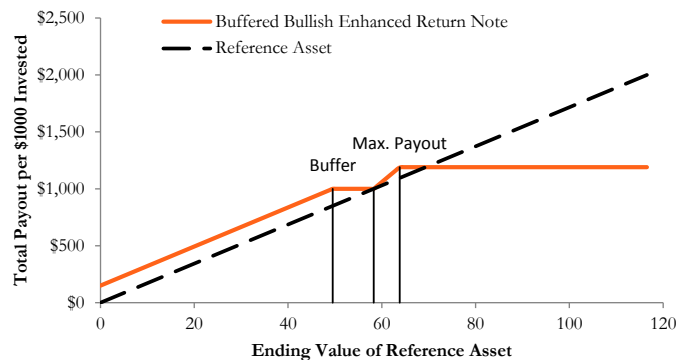 Buffered Bullish Enhanced Return Note
Reference Asset
Total Payout per $1000 Invested
$2,500
$2,000
$1,500
$1,000
$500
$0
Max. Payout
Buffer
0 20 40 60 80 100 120
Ending Value of Reference Asset